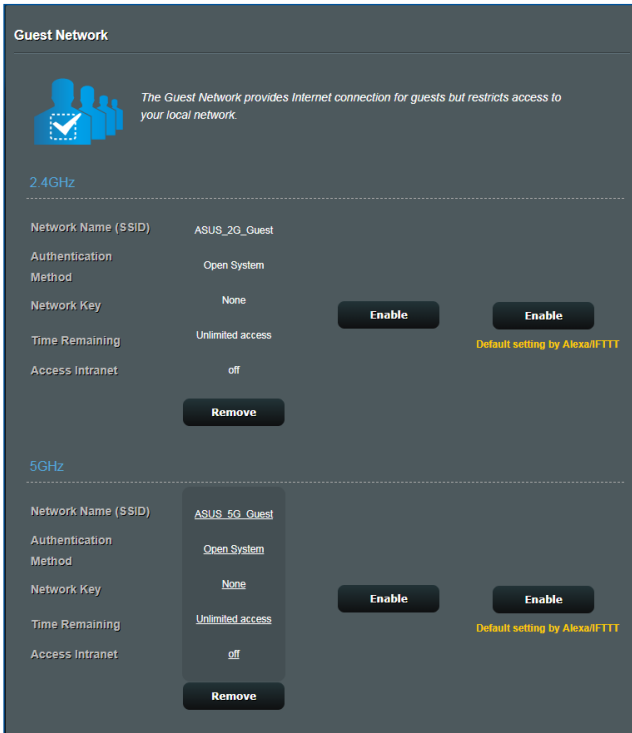 Guest Network
The Guest Network provides Internet connection for guests but restricts access to
your local network.
2.4GHz
Network Name (SSID)
ASUS_2G_Guest
Authentication
Method
Open System
Network Key
None
Enable
Enable
Time Remaining
Unlimited access
Default setting by Alexa/IFTTT
Access Intranet
off
Remove
5GHz
Network Name (SSID)
ASUS_5G_Guest
Authentication
Method
Open System
Network Key
None
Enable
Enable
Time Remaining
Unlimited access
Default setting by Alexa/IFTTT
Access Intranet
off
Remove